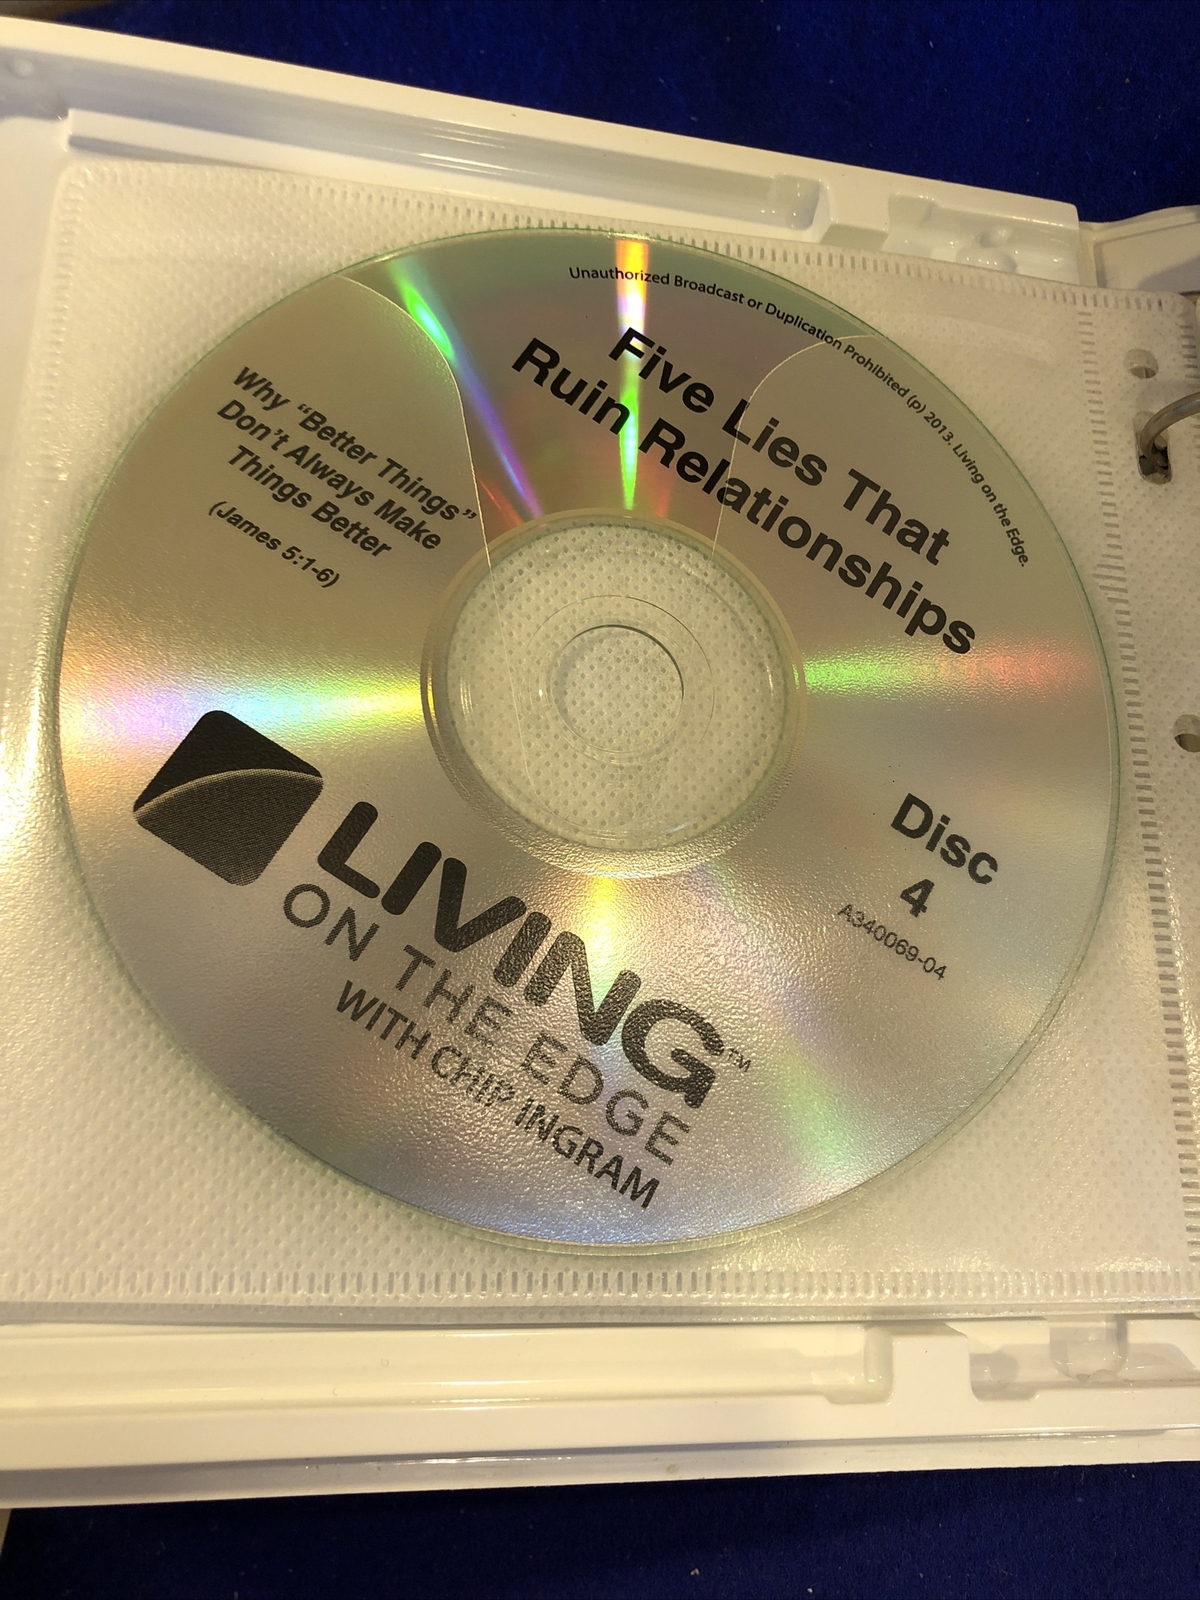 Unauthorized Broadcast or Duplication Prohibited (p) 2013. Living on the Edge.
Five Lies That
Ruin Relationships
Why “Better Things”
Don’t Always Make
Things Better
(James 5:1-6)
Disc
4
A340069-04
LIVING™
ON THE EDGE
WITH CHIP INGRAM